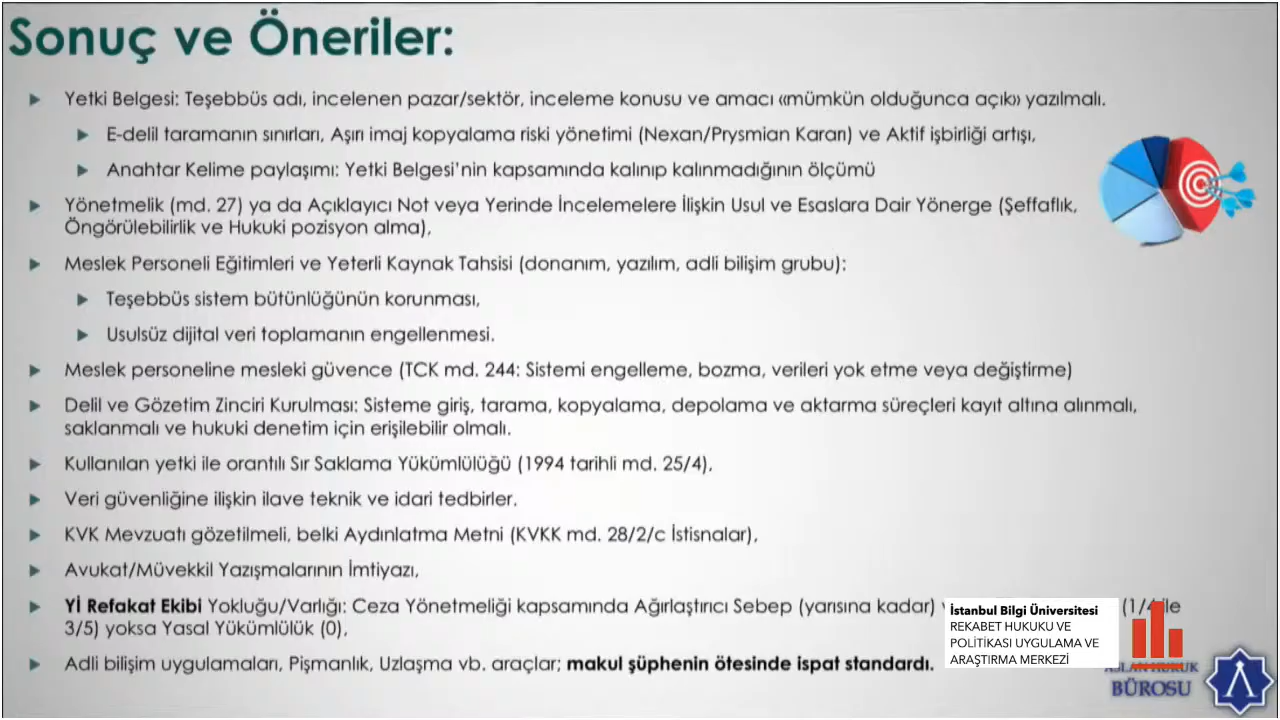 Sonuç ve Öneriler:
Yetki Belgesi: Teşebbüs adı, incelenen pazar/sektör, inceleme konusu ve amacı «mümkün olduğunca açık» yazılmalı.
E-delil taramanın sınırları, Aşırı imaj kopyalama riski yönetimi (Nexan/Prysmian Kararı) ve Aktif işbirliği artışı,
Anahtar Kelime paylaşımı: Yetki Belgesi'nin kapsamında kalınıp kalınmadığının ölçümü
Yönetmelik (md. 27) ya da Açıklayıcı Not veya Yerinde İncelemelere İlişkin Usul ve Esaslara Dair Yönerge (Şeffaflık,
Öngörülebilirlik ve Hukuki pozisyon alma),
Meslek Personeli Eğitimleri ve Yeterli Kaynak Tahsisi (donanım, yazılım, adli bilişim grubu):
Teşebbüs sistem bütünlüğünün korunması,
Usulsüz dijital veri toplamanın engellenmesi.
Meslek personeline mesleki güvence (TCK md. 244: Sistemi engelleme, bozma, verileri yok etme veya değiştirme)
Delil ve Gözetim Zinciri Kurulması: Sisteme giriş, tarama, kopyalama, depolama ve aktarma süreçleri kayıt altına alınmalı,
saklanmalı ve hukuki denetim için erişilebilir olmalı.
Kullanılan yetki ile orantılı Sır Saklama Yükümlülüğü (1994 tarihli md. 25/4),
Veri güvenliğine ilişkin ilave teknik ve idari tedbirler.
KVK Mevzuatı gözetilmeli, belki Aydınlatma Metni (KVKK md. 28/2/c İstisnalar),
Avukat/Müvekkil Yazışmalarının İmtiyazı,
Yİ Refakat Ekibi Yokluğu/Varlığı: Ceza Yönetmeliği kapsamında Ağırlaştırıcı Sebep (yarısına kadar) (1/4 ile
3/5) yoksa Yasal Yükümlülük (0),
Adli bilişim uygulamaları, Pişmanlık, Uzlaşma vb. araçlar; makul şüphenin ötesinde ispat standardı.
İstanbul Bilgi Üniversitesi
REKABET HUKUKU VE
POLİTİKASI UYGULAMA VE
ARAŞTIRMA MERKEZİ
ASLAN HUKUK
BÜROSU